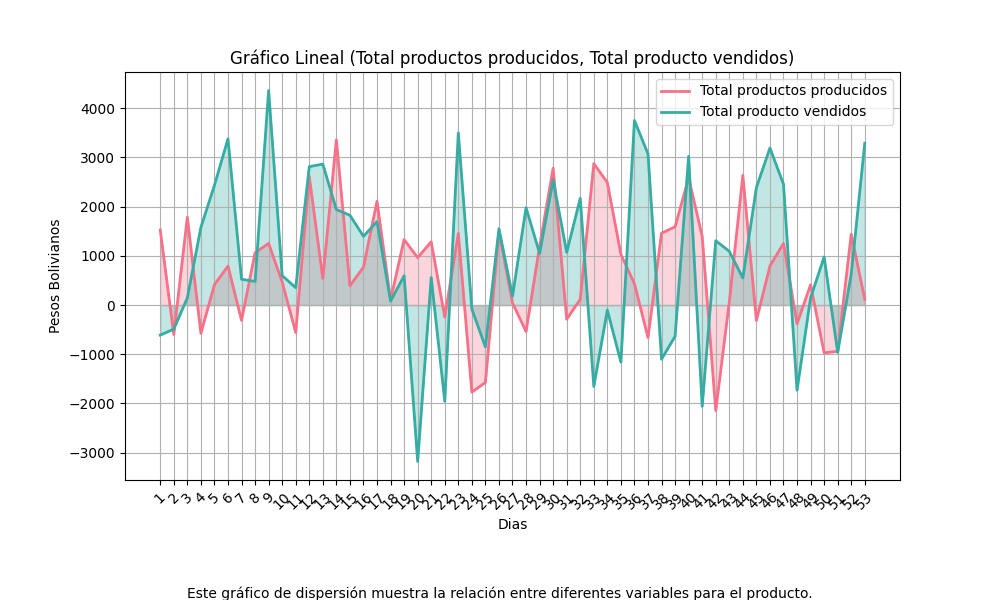 Gráfico Lineal (Total productos producidos, Total producto vendidos)
Total productos producidos
Total producto vendidos
4000
3000
2000
1000
0
−1000
−2000
−3000
Pesos Bolivianos
1 2 3 4 5 6 7 8 9 10 11 12 13 14 15 16 17 18 19 20 21 22 23 24 25 26 27 28 29 30 31 32 33 34 35 36 37 38 39 40 41 42 43 44 45 46 47 48 49 50 51 52 53
Dias
Este gráfico de dispersión muestra la relación entre diferentes variables para el producto.